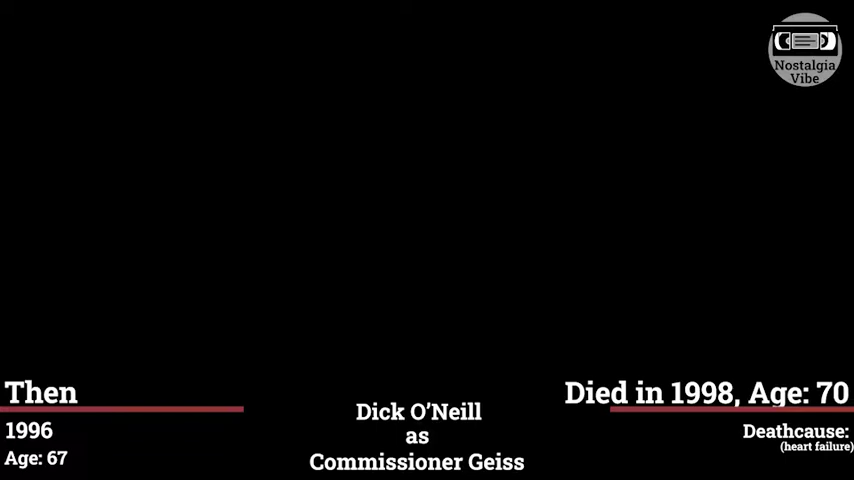 Nostalgia
Vibe
Then
1996
Age: 67
Dick O'Neill
as
Commissioner Geiss
Died in 1998, Age: 70
Deathcause:
(heart failure)